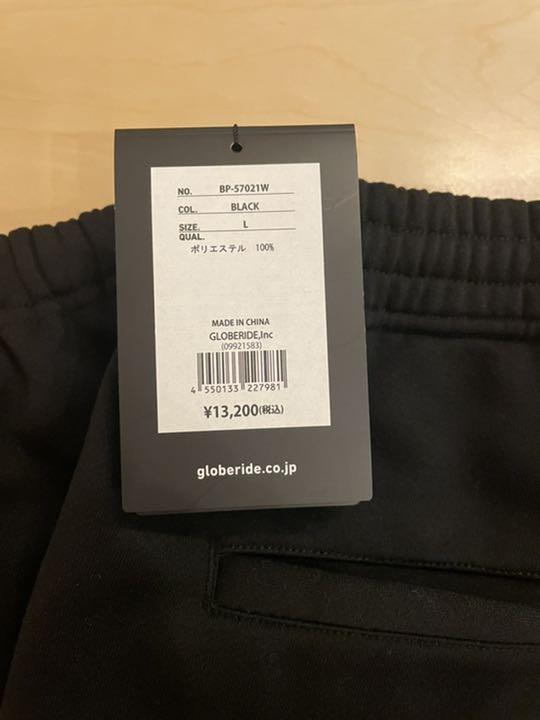 NO. BP-57021W
COL. BLACK
SIZE. L
QUAL.
ポリエステル 100%
MADE IN CHINA
GLOBERIDE,Inc
(09921583)
4 550133 227981
¥13,200(税込)
globeride.co.jp